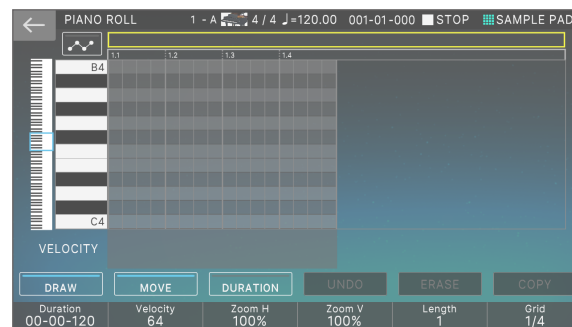 PIANO ROLL 1 - A 4 / 4 ♩=120.00 001-01-000 STOP SAMPLE PAD
1.1 1.2 1.3 1.4
B4
C4
VELOCITY
DRAW MOVE DURATION UNDO ERASE COPY
Duration Velocity Zoom H Zoom V Length Grid
00-00-120 64 100% 100% 1 1/4